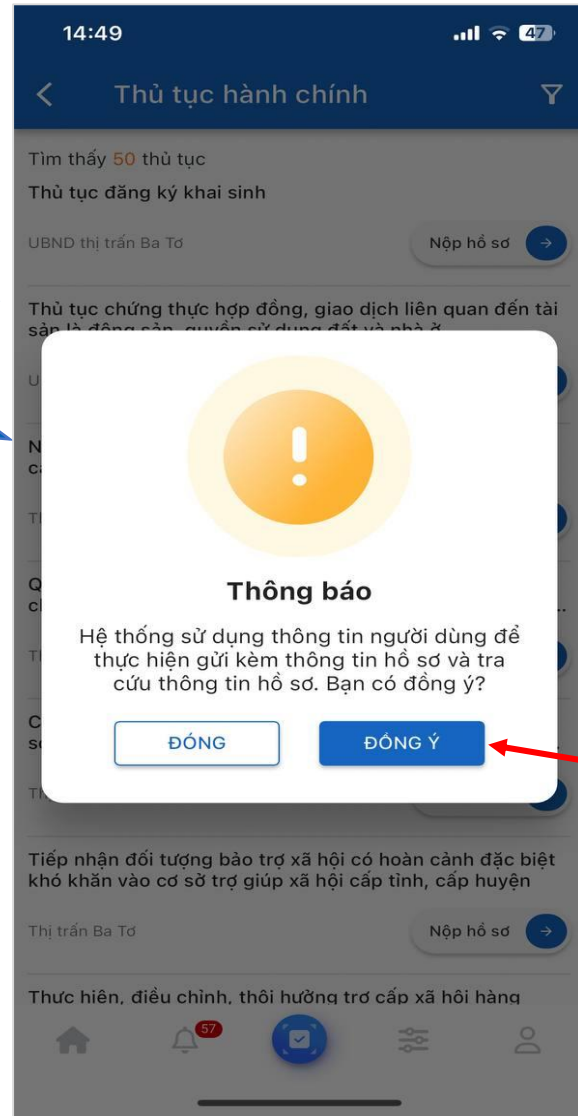 14:49
47
Thủ tục hành chính
Tìm thấy 50 thủ tục
Thủ tục đăng ký khai sinh
UBND thị trấn Ba Tơ
Nộp hồ sơ
Thủ tục chứng thực hợp đồng, giao dịch liên quan đến tài
sản là động sản, quyền sử dụng đất và nhà ở
Thông báo
Hệ thống sử dụng thông tin người dùng để
thực hiện gửi kèm thông tin hồ sơ và tra
cứu thông tin hồ sơ. Bạn có đồng ý?
ĐÓNG
ĐỒNG Ý
Tiếp nhận đối tượng bảo trợ xã hội có hoàn cảnh đặc biệt
khó khăn vào cơ sở trợ giúp xã hội cấp tỉnh, cấp huyện
Thị trấn Ba Tơ
Nộp hồ sơ
Thực hiện, điều chỉnh, thôi hưởng trợ cấp xã hội hàng
57